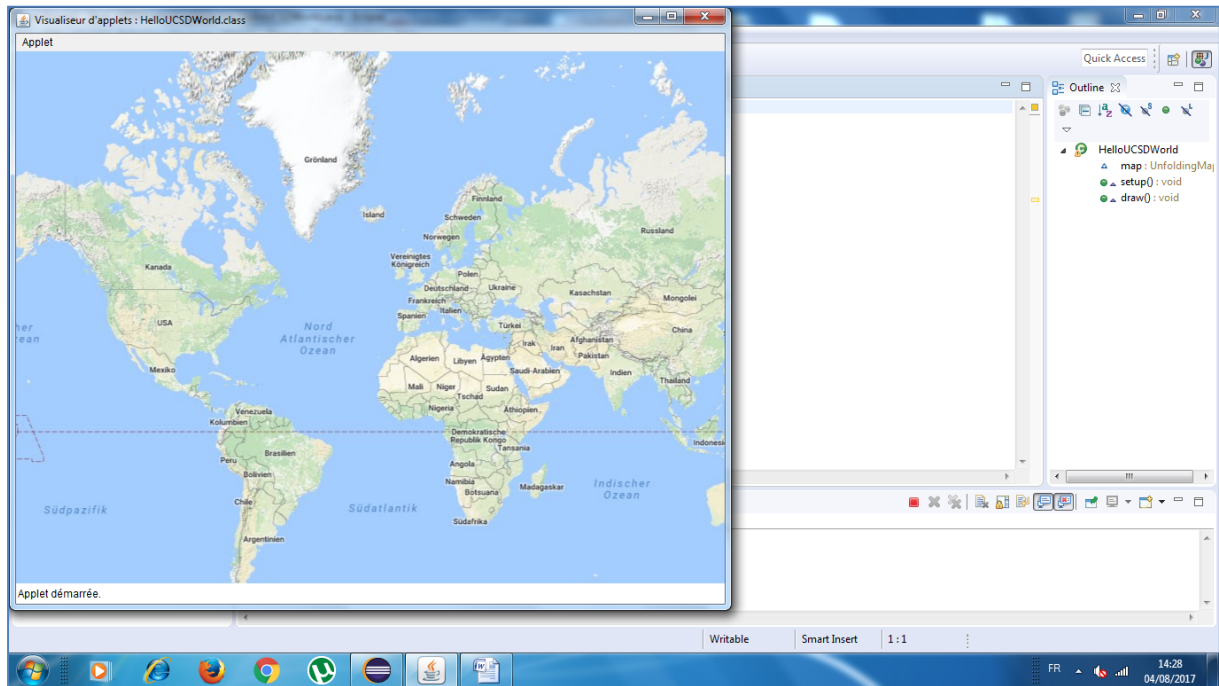 Visualiseur d'applets : HelloUCSDWorld.class
Applet
Grönland
Island
Finnland
Schweden
Norwegen
Russland
Vereinigtes
Königreich
Polen
Deutschland
Ukraine
Frankreich
Italien
Spanien
Kasachstan
Mongolei
Türkei
China
Kanada
USA
Nord
Atlantischer
Ozean
Mexiko
Irak
Iran
Afghanistan
Pakistan
Algerien
Libyen
Ägypten
Saudi-Arabien
Indien
Thailand
Mali
Niger
Tschad
Sudan
Nigeria
Äthiopien
Venezuela
Kolumbien
Demokratische
Republik Kongo
Tansania
Indonesi
Brasilien
Peru
Bolivien
Angola
Namibia
Botsuana
Madagaskar
Indischer
Ozean
Chile
Südpazifik
Südatlantik
Südafrika
Argentinien
Applet démarrée.
Quick Access
Outline
HelloUCSDWorld
map : UnfoldingMa
setup() : void
draw() : void
Writable
Smart Insert
1 : 1
FR
14:28
04/08/2017